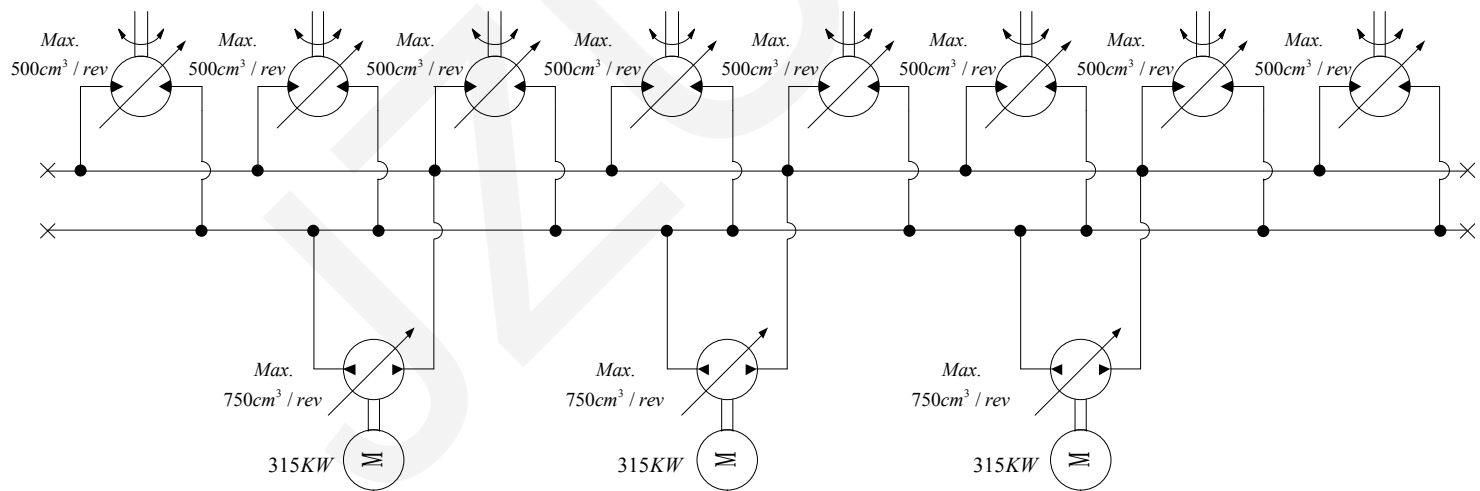 Max.
500cm³ / rev
Max.
500cm³ / rev
Max.
500cm³ / rev
Max.
500cm³ / rev
Max.
500cm³ / rev
Max.
500cm³ / rev
Max.
500cm³ / rev
Max.
500cm³ / rev
Max.
750cm³ / rev
315KW
M
Max.
750cm³ / rev
315KW
M
Max.
750cm³ / rev
315KW
M